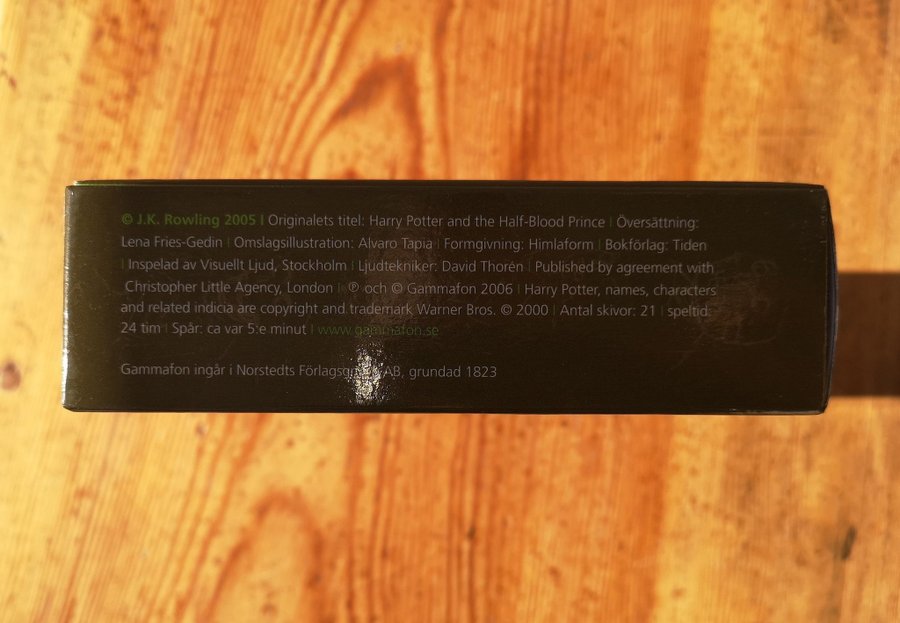 © J.K. Rowling 2005 | Originalets titel: Harry Potter and the Half-Blood Prince | Översättning:
Lena Fries-Gedin | Omslagsillustration: Alvaro Tapia | Formgivning: Himlaform | Bokförlag: Tiden
| Inspelad av Visuellt Ljud, Stockholm | Ljudtekniker: David Thorén | Published by agreement with
Christopher Little Agency, London | ℗ och © Gammafon 2006 | Harry Potter, names, characters
and related indicia are copyright and trademark Warner Bros. © 2000 | Antal skivor: 21 | speltid:
24 tim | Spår: ca var 5:e minut | www.gammafon.se
Gammafon ingår i Norstedts AB, grundad 1823